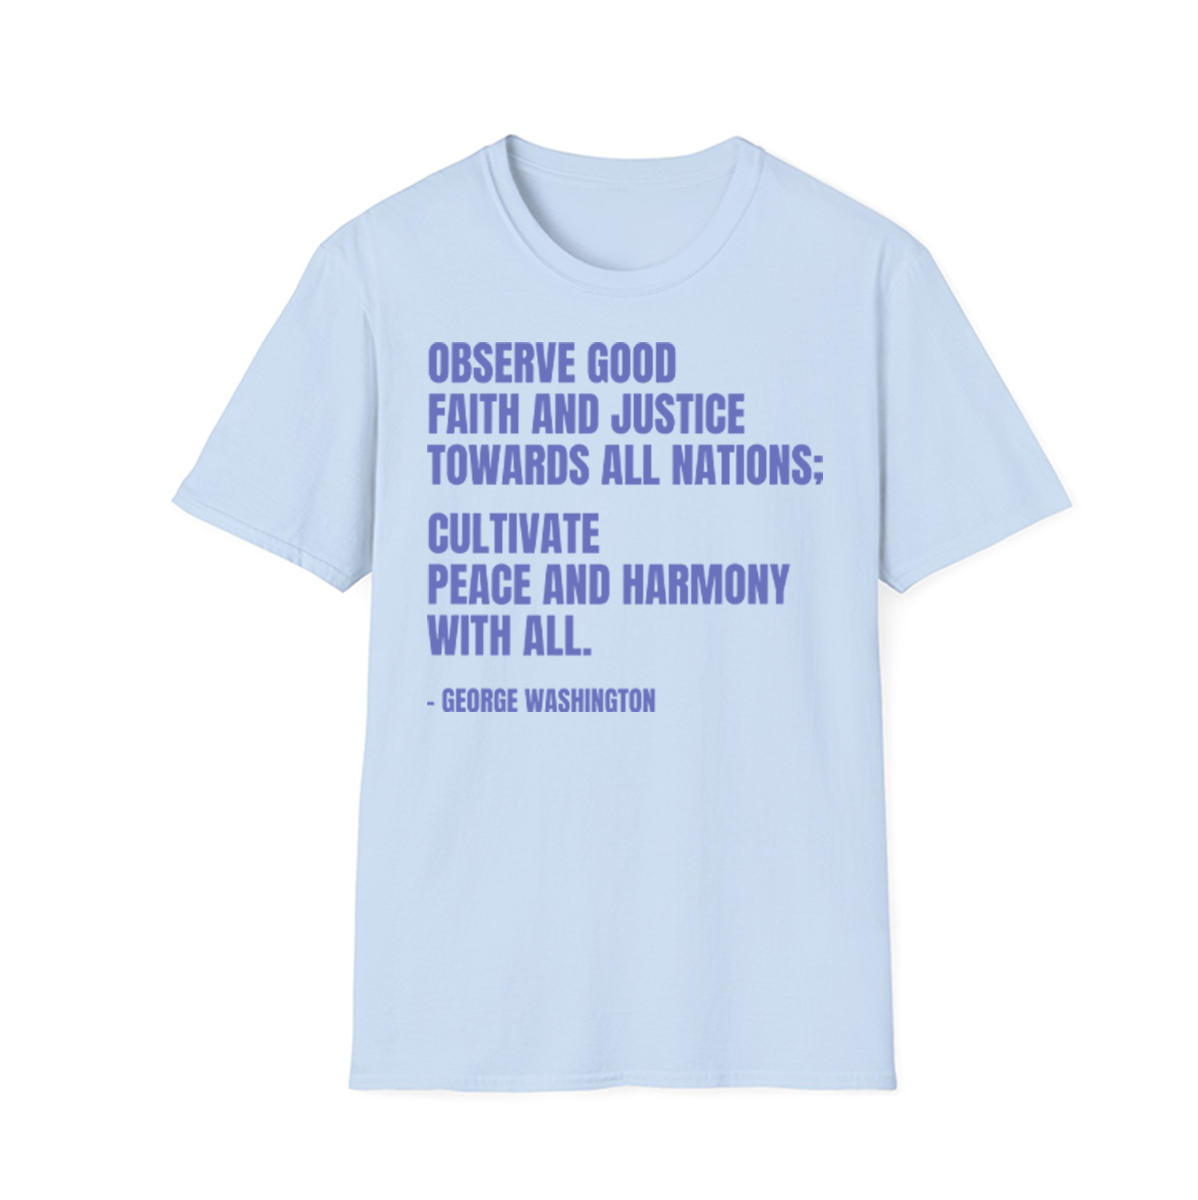 OBSERVE GOOD
FAITH AND JUSTICE
TOWARDS ALL NATIONS;
CULTIVATE
PEACE AND HARMONY
WITH ALL.
- GEORGE WASHINGTON